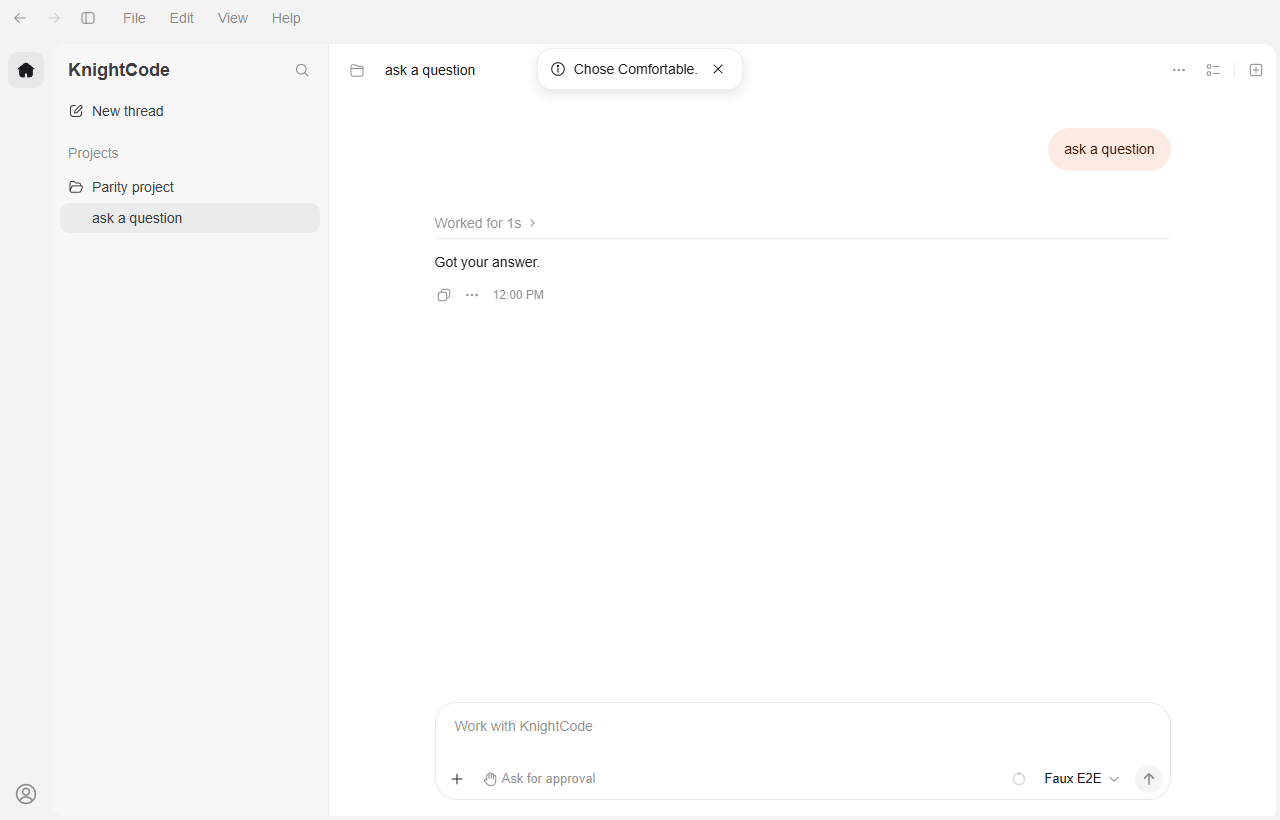 File Edit View Help
KnightCode
New thread
Projects
Parity project
ask a question
ask a question
Chose Comfortable.
ask a question
Worked for 1s
Got your answer.
12:00 PM
Work with KnightCode
Ask for approval
Faux E2E